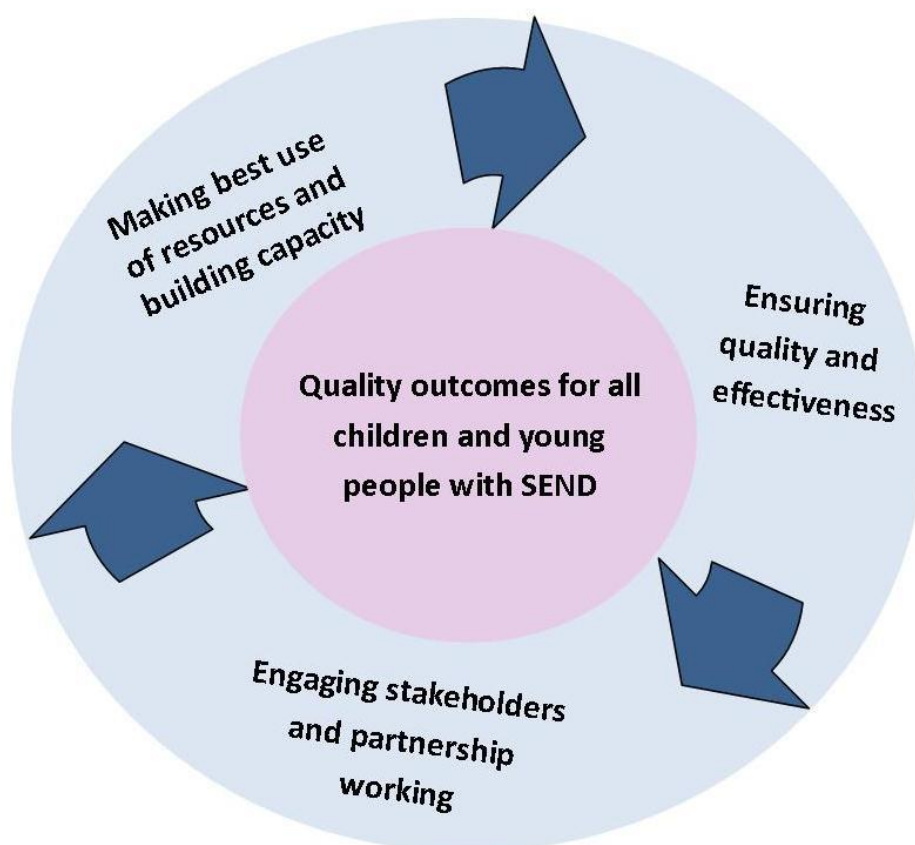 Making best use
of resources and
building capacity
Ensuring
quality and
effectiveness
Quality outcomes for all
children and young
people with SEND
Engaging stakeholders
and partnership
working